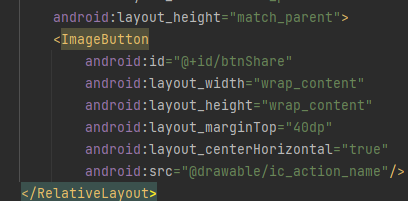 android:layout_height="match_parent">
<ImageButton
android:id="@+id/btnShare"
android:layout_width="wrap_content"
android:layout_height="wrap_content"
android:layout_marginTop="40dp"
android:layout_centerHorizontal="true"
android:src="@drawable/ic_action_name"/>
</RelativeLayout>